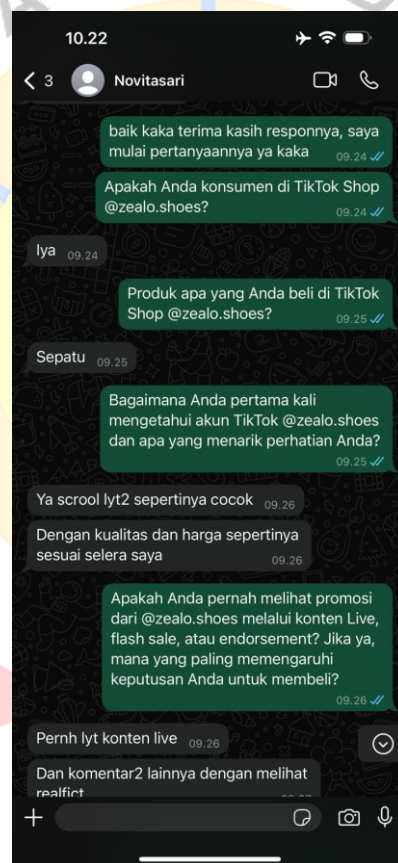 10.22
3 Novitasari
baik kaka terima kasih responnya, saya
mulai pertanyaannya ya kaka 09.24
Apakah Anda konsumen di TikTok Shop
@zealo.shoes? 09.24
Iya 09.24
Produk apa yang Anda beli di TikTok
Shop @zealo.shoes? 09.25
Sepatu 09.25
Bagaimana Anda pertama kali
mengetahui akun TikTok @zealo.shoes
dan apa yang menarik perhatian Anda?
09.25
Ya scrool lyt2 sepertinya cocok 09.26
Dengan kualitas dan harga sepertinya
sesuai selera saya 09.26
Apakah Anda pernah melihat promosi
dari @zealo.shoes melalui konten Live,
flash sale, atau endorsement? Jika ya,
mana yang paling memengaruhi
keputusan Anda untuk membeli?
09.26
Pernh lyt konten live 09.26
Dan komentar2 lainnya dengan melihat
realfict